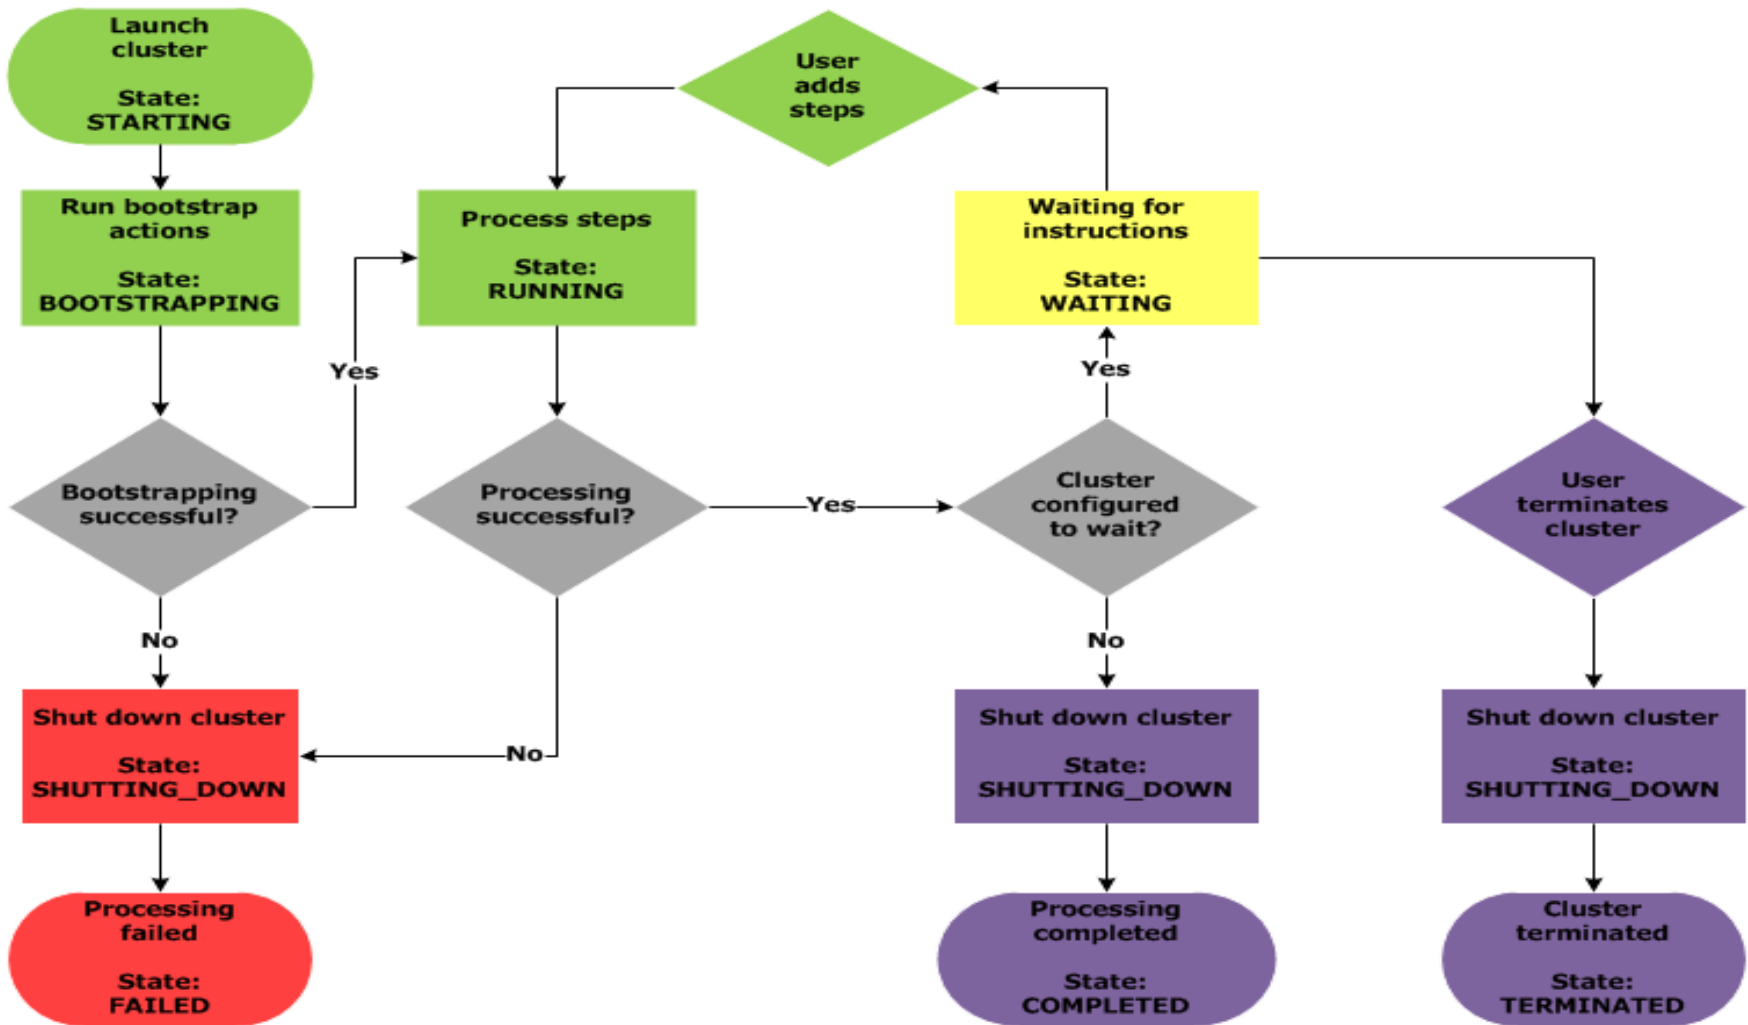 Launch
cluster
State:
STARTING
User
adds
steps
Run bootstrap
actions
State:
BOOTSTRAPPING
Process steps
State:
RUNNING
Waiting for
instructions
State:
WAITING
Yes
Yes
Bootstrapping
successful?
Processing
successful?
Yes
Cluster
configured
to wait?
User
terminates
cluster
No
No
Shut down cluster
State:
SHUTTING_DOWN
No
Shut down cluster
State:
SHUTTING_DOWN
Shut down cluster
State:
SHUTTING_DOWN
Processing
failed
State:
FAILED
Processing
completed
State:
COMPLETED
Cluster
terminated
State:
TERMINATED